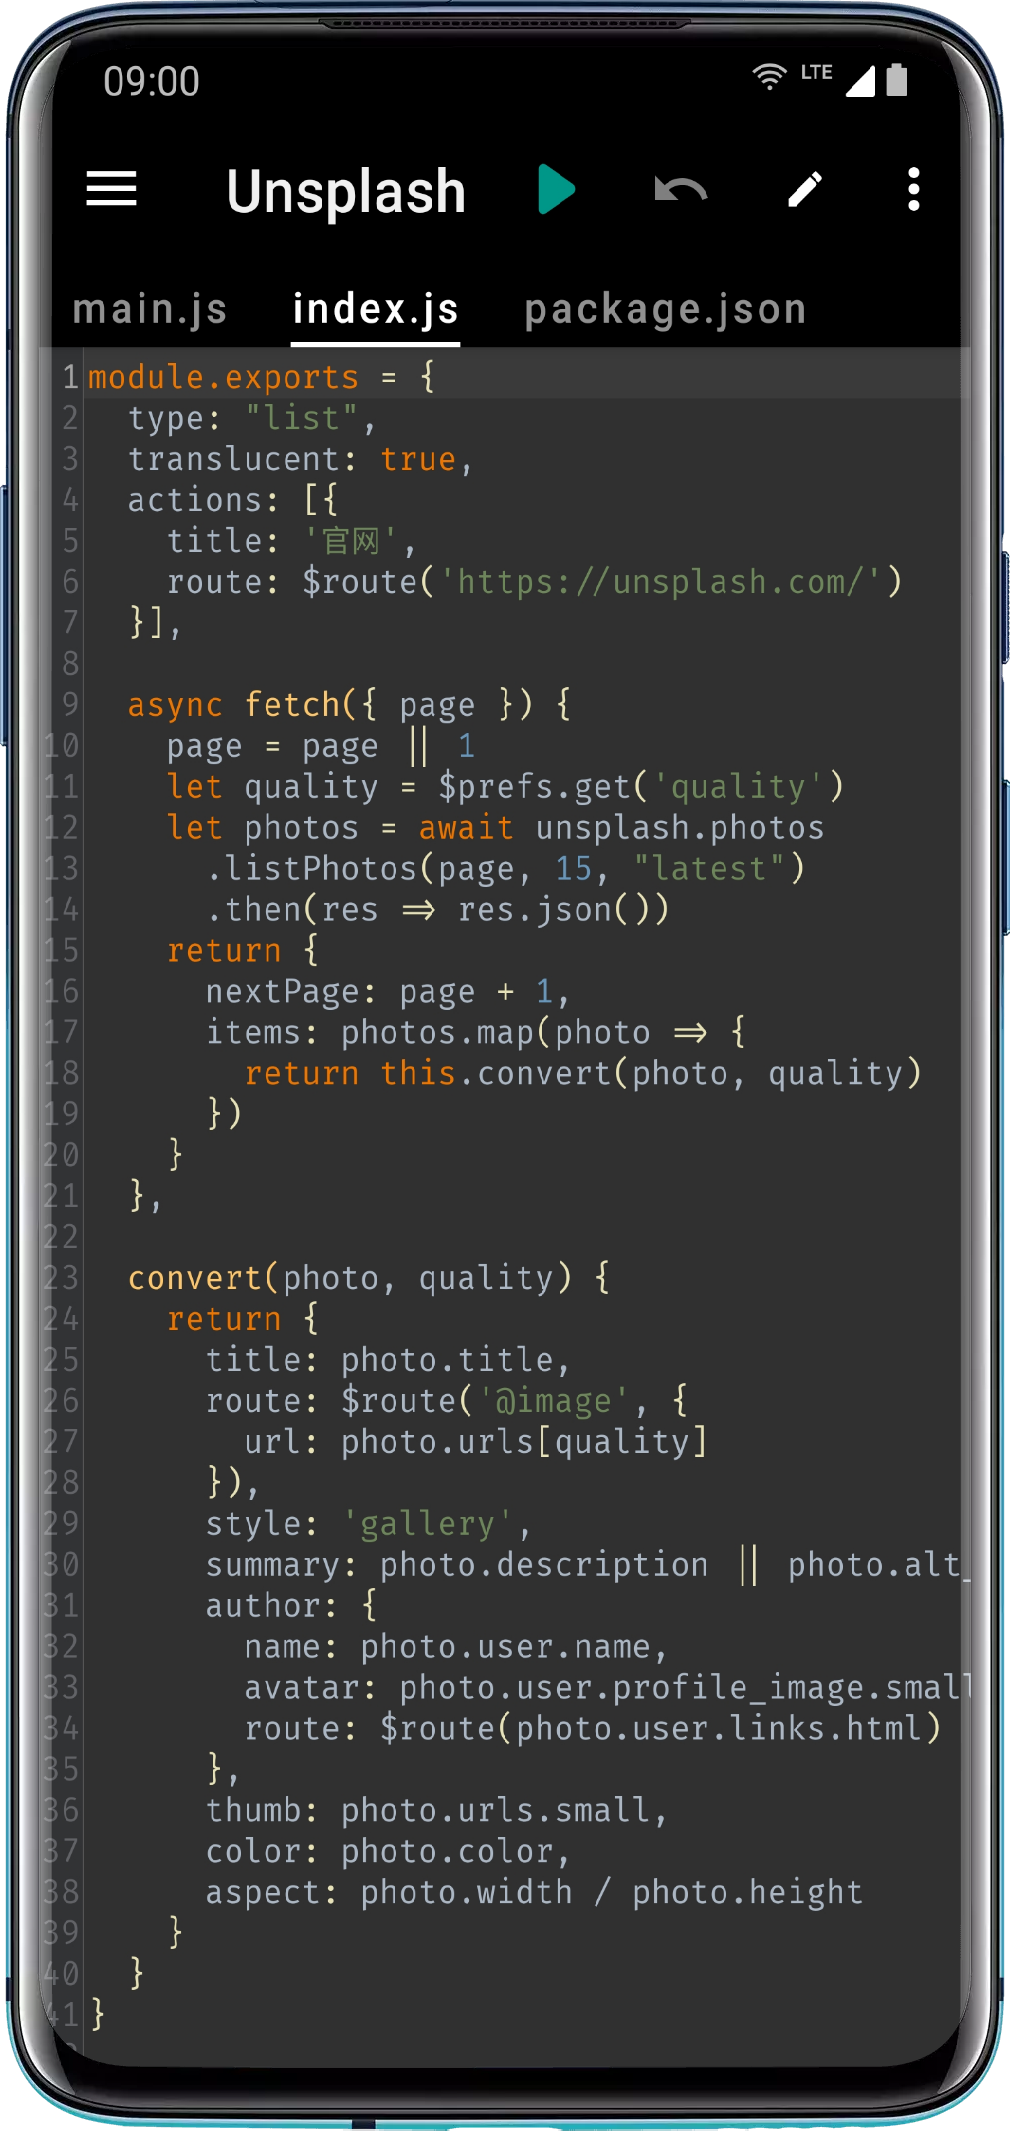 09:00 LTE
Unsplash
main.js index.js package.json
1 module.exports = {
2 type: "list",
3 translucent: true,
4 actions: [{
5 title: '官网',
6 route: $route('https://unsplash.com/')
7 }],
8
9 async fetch({ page }) {
10 page = page || 1
11 let quality = $prefs.get('quality')
12 let photos = await unsplash.photos
13 .listPhotos(page, 15, "latest")
14 .then(res => res.json())
15 return {
16 nextPage: page + 1,
17 items: photos.map(photo => {
18 return this.convert(photo, quality)
19 })
20 }
21 },
22
23 convert(photo, quality) {
24 return {
25 title: photo.title,
26 route: $route('@image', {
27 url: photo.urls[quality]
28 }),
29 style: 'gallery',
30 summary: photo.description || photo.alt_
31 author: {
32 name: photo.user.name,
33 avatar: photo.user.profile_image.small
34 route: $route(photo.user.links.html)
35 },
36 thumb: photo.urls.small,
37 color: photo.color,
38 aspect: photo.width / photo.height
39 }
40 }
41 }